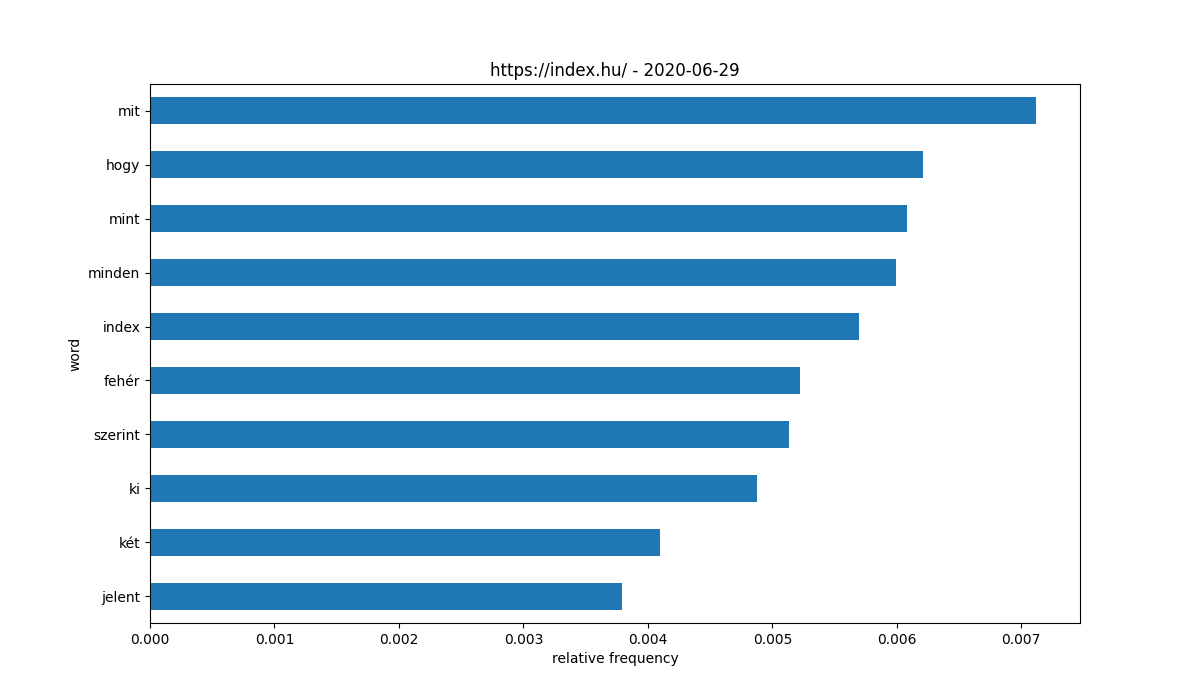 https://index.hu/ - 2020-06-29
mit
hogy
mint
minden
index
fehér
szerint
ki
két
jelent
word
0.000 0.001 0.002 0.003 0.004 0.005 0.006 0.007
relative frequency